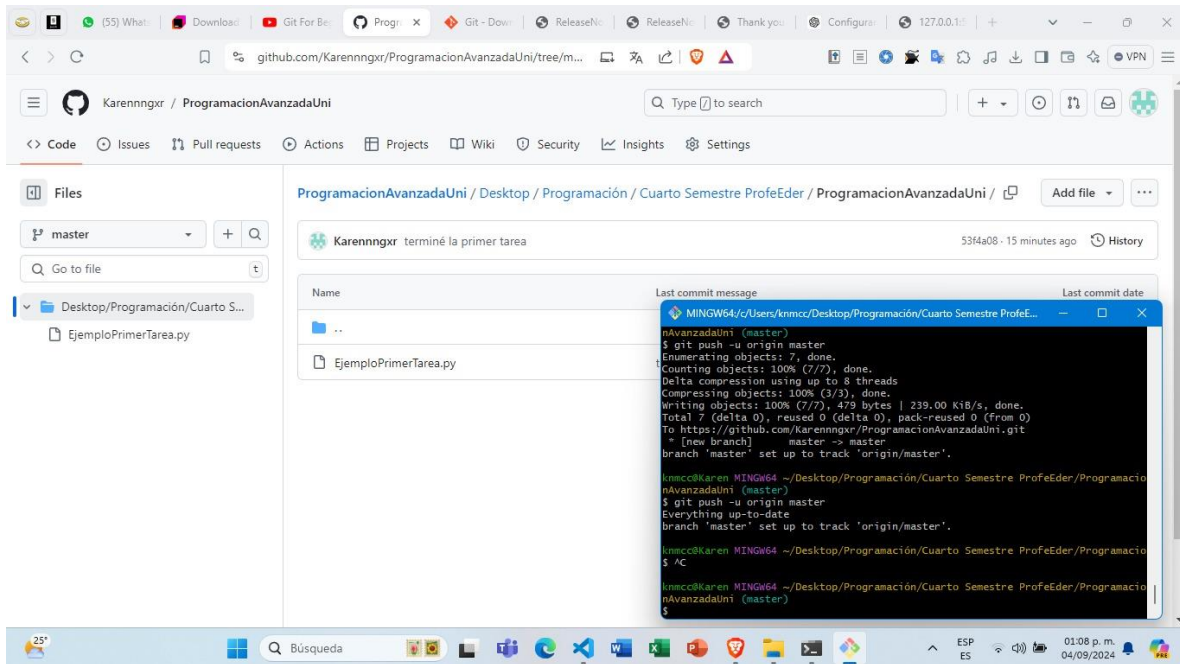 (55) What:
Download
Git For Be
Progr
Git - Dow
ReleaseNo
ReleaseN
Thank you
Configurac
127.0.0.1:5
github.com/Karennngxr/ProgramacionAvanzadaUni/tree/m...
VPN
Karennngxr / ProgramacionAvanzadaUni
Type / to search
Code Issues Pull requests Actions Projects Wiki Security Insights Settings
Files
ProgramacionAvanzadaUni / Desktop / Programación / Cuarto Semestre ProfeEder / ProgramacionAvanzadaUni /
Add file
master
Go to file
t
Desktop/Programación/Cuarto S...
EjemploPrimerTarea.py
Karennngxr terminé la primer tarea
53f4a08 · 15 minutes ago History
Name Last commit message Last commit date
..
EjemploPrimerTarea.py
t
MINGW64:/c/Users/knmcc/Desktop/Programación/Cuarto Semestre ProfeE...
nAvanzadaUni (master)
$ git push -u origin master
Enumerating objects: 7, done.
Counting objects: 100% (7/7), done.
Delta compression using up to 8 threads
Compressing objects: 100% (3/3), done.
Writing objects: 100% (7/7), 479 bytes | 239.00 KiB/s, done.
Total 7 (delta 0), reused 0 (delta 0), pack-reused 0 (from 0)
To https://github.com/Karennngxr/ProgramacionAvanzadaUni.git
* [new branch] master -> master
branch 'master' set up to track 'origin/master'.
knmcc@Karen MINGW64 ~/Desktop/Programación/Cuarto Semestre ProfeEder/Programacio
nAvanzadaUni (master)
$ git push -u origin master
Everything up-to-date
branch 'master' set up to track 'origin/master'.
knmcc@Karen MINGW64 ~/Desktop/Programación/Cuarto Semestre ProfeEder/Programacio
$ ^C
knmcc@Karen MINGW64 ~/Desktop/Programación/Cuarto Semestre ProfeEder/Programacio
nAvanzadaUni (master)
$
25°
Búsqueda
ESP
ES
01:08 p. m.
04/09/2024
PRE